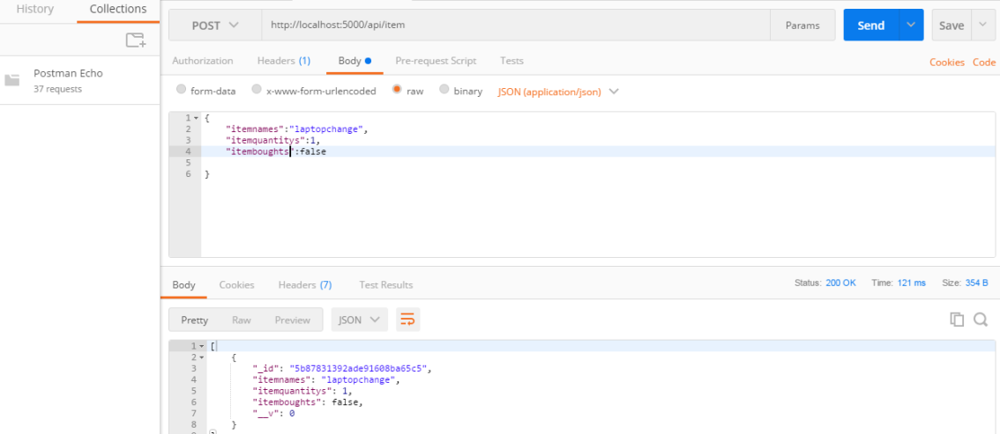 History Collections
Postman Echo
37 requests
POST http://localhost:5000/api/item Params Send Save
Authorization Headers (1) Body Pre-request Script Tests Cookies Code
form-data x-www-form-urlencoded raw binary JSON (application/json)
1 {
2 "itemnames":"laptopchange",
3 "itemquantitys":1,
4 "itemboughts":false
5
6 }
Body Cookies Headers (7) Test Results Status: 200 OK Time: 121 ms Size: 354 B
Pretty Raw Preview JSON
1 [
2 {
3 "_id": "5b87831392ade91608ba65c5",
4 "itemnames": "laptopchange",
5 "itemquantitys": 1,
6 "itemboughts": false,
7 "__v": 0
8 }